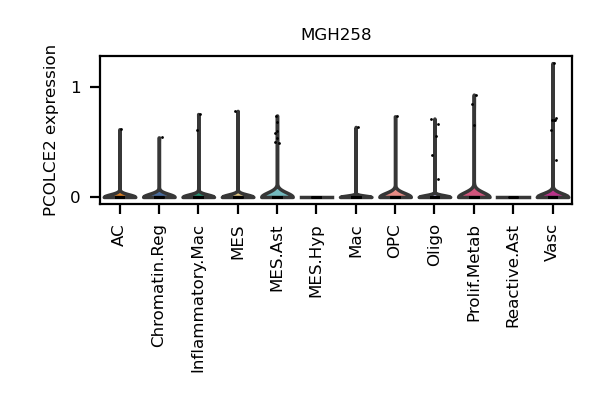 MGH258
PCOLCE2 expression
1
0
AC
Chromatin.Reg
Inflammatory.Mac
MES
MES.Ast
MES.Hyp
Mac
OPC
Oligo
Prolif.Metab
Reactive.Ast
Vasc